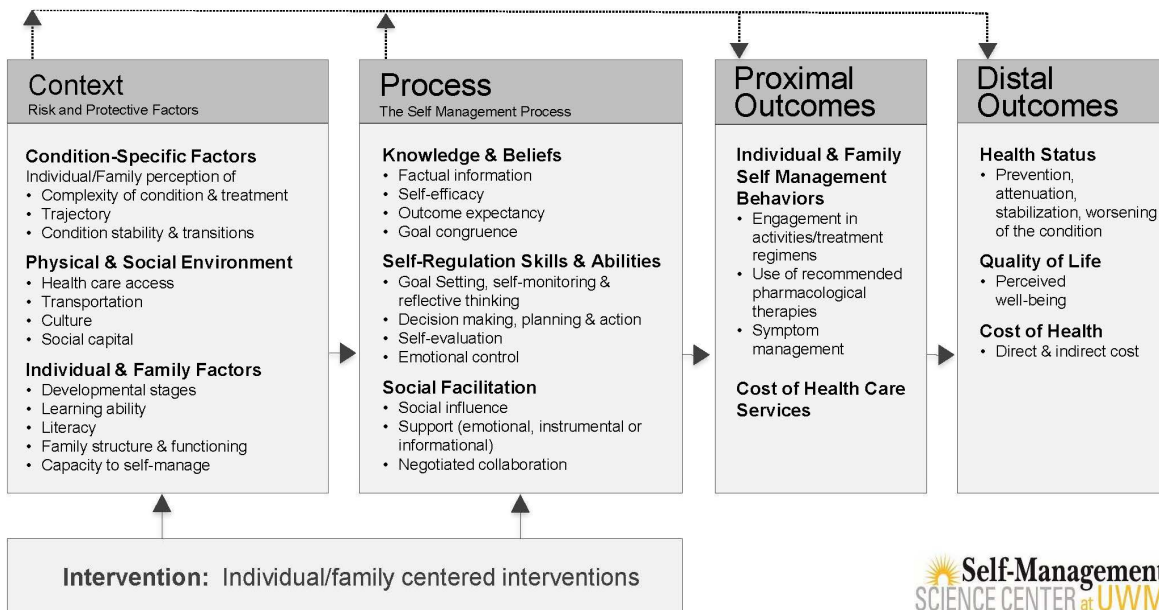 Context
Risk and Protective Factors
Condition-Specific Factors
Individual/Family perception of
• Complexity of condition & treatment
• Trajectory
• Condition stability & transitions
Physical & Social Environment
• Health care access
• Transportation
• Culture
• Social capital
Individual & Family Factors
• Developmental stages
• Learning ability
• Literacy
• Family structure & functioning
• Capacity to self-manage
Process
The Self Management Process
Knowledge & Beliefs
• Factual information
• Self-efficacy
• Outcome expectancy
• Goal congruence
Self-Regulation Skills & Abilities
• Goal Setting, self-monitoring &
reflective thinking
• Decision making, planning & action
• Self-evaluation
• Emotional control
Social Facilitation
• Social influence
• Support (emotional, instrumental or
informational)
• Negotiated collaboration
Proximal
Outcomes
Individual & Family
Self Management
Behaviors
• Engagement in
activities/treatment
regimens
• Use of recommended
pharmacological
therapies
• Symptom
management
Cost of Health Care
Services
Distal
Outcomes
Health Status
• Prevention,
attenuation,
stabilization, worsening
of the condition
Quality of Life
• Perceived
well-being
Cost of Health
• Direct & indirect cost
Intervention: Individual/family centered interventions
Self-Management
SCIENCE CENTER at UWM